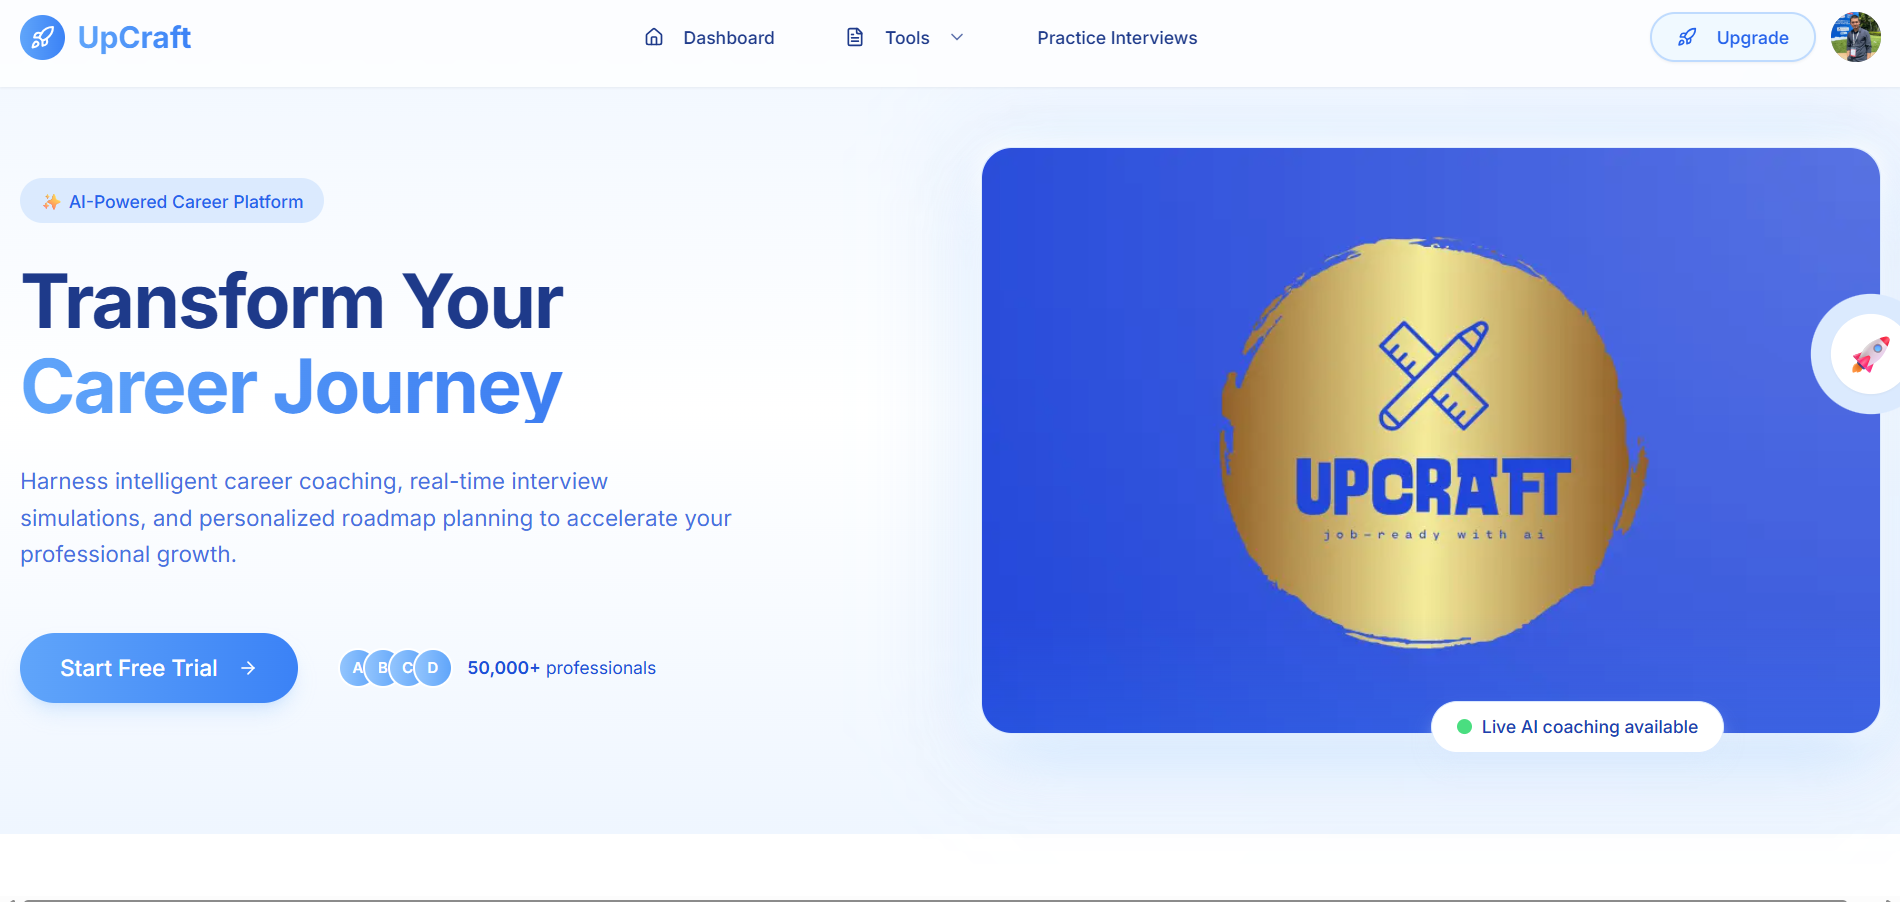 UpCraft
Dashboard
Tools
Practice Interviews
Upgrade
✨ AI-Powered Career Platform
Transform Your
Career Journey
Harness intelligent career coaching, real-time interview
simulations, and personalized roadmap planning to accelerate your
professional growth.
Start Free Trial →
A B C D
50,000+ professionals
UPCRAFT
job-ready with ai
Live AI coaching available